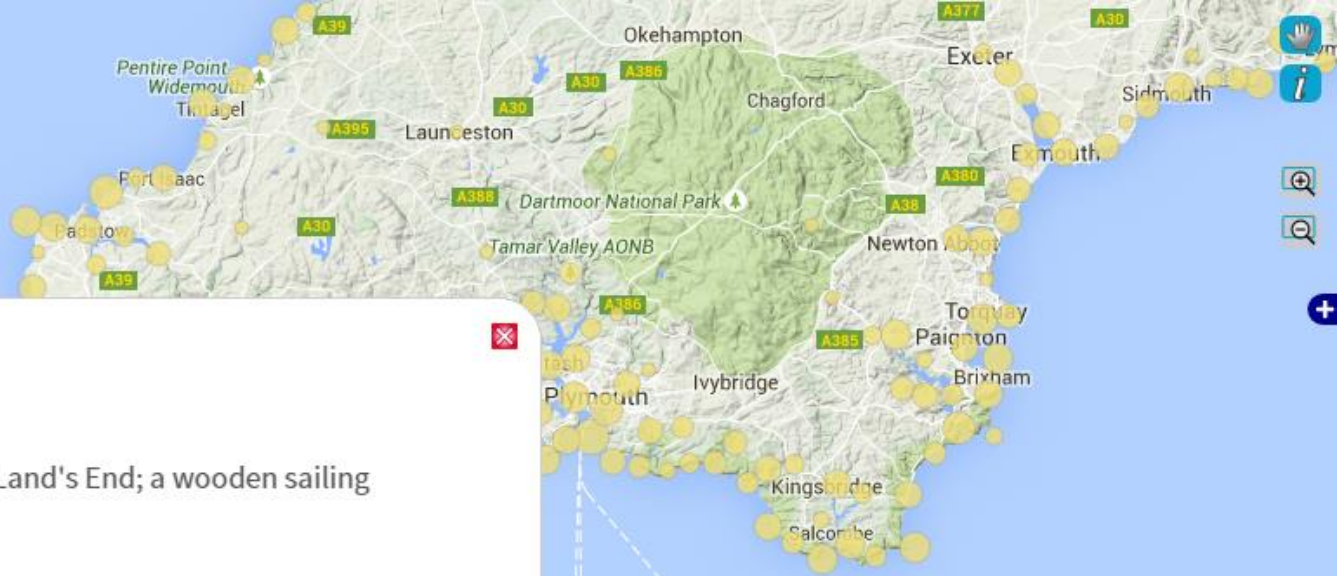 A39
A377
A30
Okehampton
Exeter
Pentire Point
Widemouth
A30
A386
Tintagel
A30
Chagford
Sidmouth
A395
Launceston
Exmouth
Port Isaac
A388
Dartmoor National Park
A380
A38
Padstow
A30
Tamar Valley AONB
Newton Abbot
A39
A386
Torquay
A385
Paignton
tash
Ivybridge
Brixham
Plymouth
Land's End; a wooden sailing
Kingsbridge
Salcombe